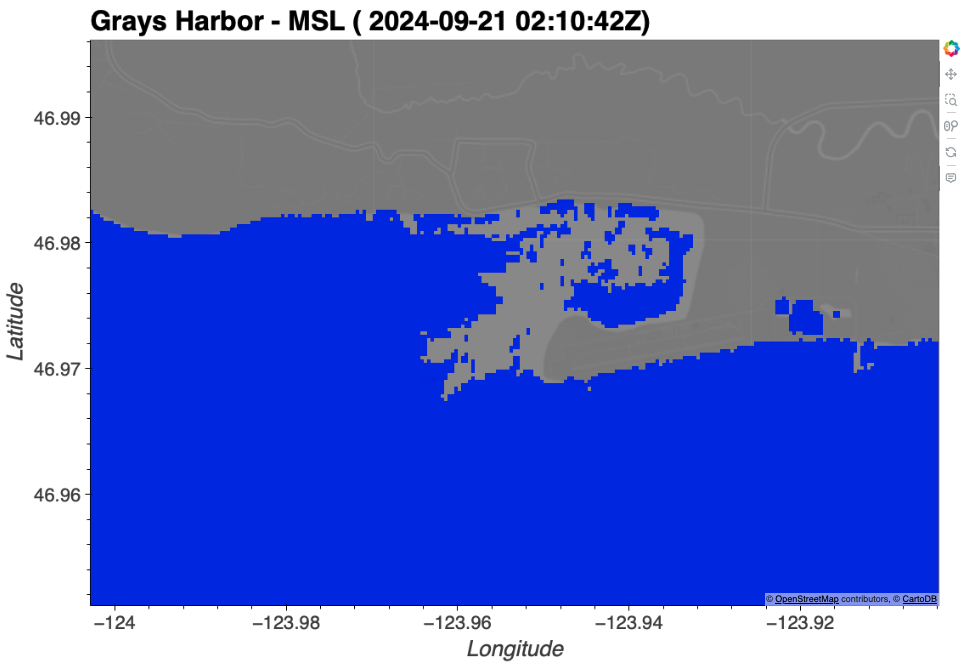 Grays Harbor - MSL ( 2024-09-21 02:10:42Z)
46.99
46.98
46.97
46.96
Latitude
© OpenStreetMap contributors, © CartoDB
−124
−123.98
−123.96
−123.94
−123.92
Longitude